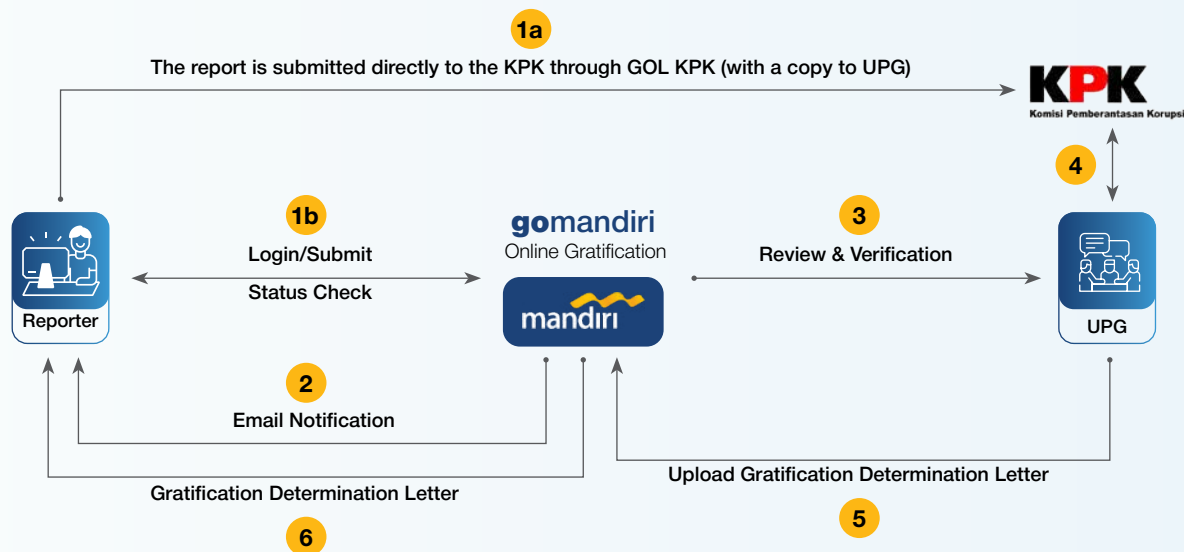 1a
The report is submitted directly to the KPK through GOL KPK (with a copy to UPG)
KPK
Komisi Pemberantasan Korupsi
4
1b
Login/Submit
Status Check
gomandiri
Online Gratification
mandırı
3
Review & Verification
Reporter
UPG
2
Email Notification
Gratification Determination Letter
6
Upload Gratification Determination Letter
5